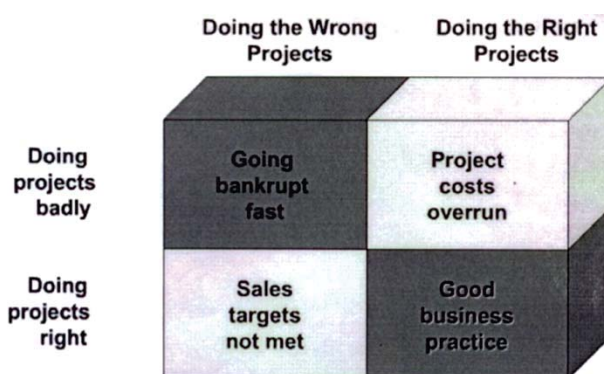 Doing the Wrong
Projects
Doing the Right
Projects
Doing
projects
badly
Going
bankrupt
fast
Project
costs
overrun
Doing
projects
right
Sales
targets
not met
Good
business
practice